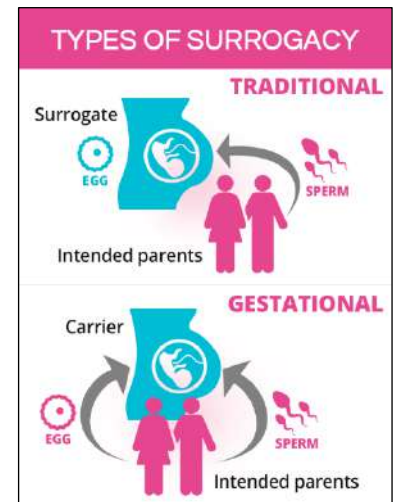 TYPES OF SURROGACY
TRADITIONAL
Surrogate
EGG
SPERM
Intended parents
GESTATIONAL
Carrier
EGG
SPERM
Intended parents